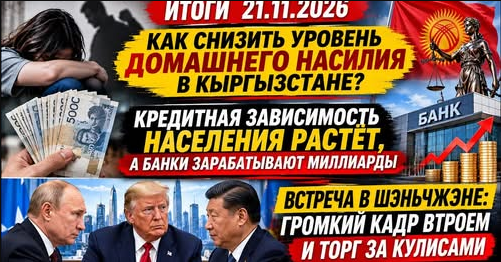 ИТОГИ 21.11.2026
КАК СНИЗИТЬ УРОВЕНЬ
ДОМАШНЕГО НАСИЛИЯ
В КЫРГЫЗСТАНЕ?
БАНК
КРЕДИТНАЯ ЗАВИСИМОСТЬ
НАСЕЛЕНИЯ РАСТЁТ,
А БАНКИ ЗАРАБАТЫВАЮТ МИЛЛИАРДЫ
ВСТРЕЧА В ШЭНЬЧЖЭНЕ:
ГРОМКИЙ КАДР ВТРОЕМ
И ТОРГ ЗА КУЛИСАМИ